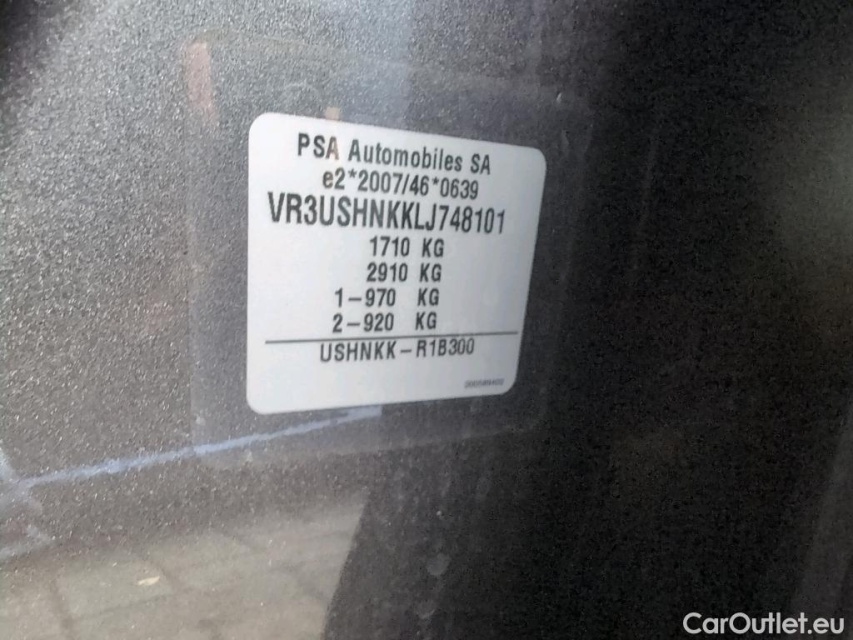 PSA Automobiles SA
e2*2007/46*0639
VR3USHNKKLJ748101
1710 KG
2910 KG
1-970 KG
2-920 KG
USHNKK-R1B300
CarOutlet.eu